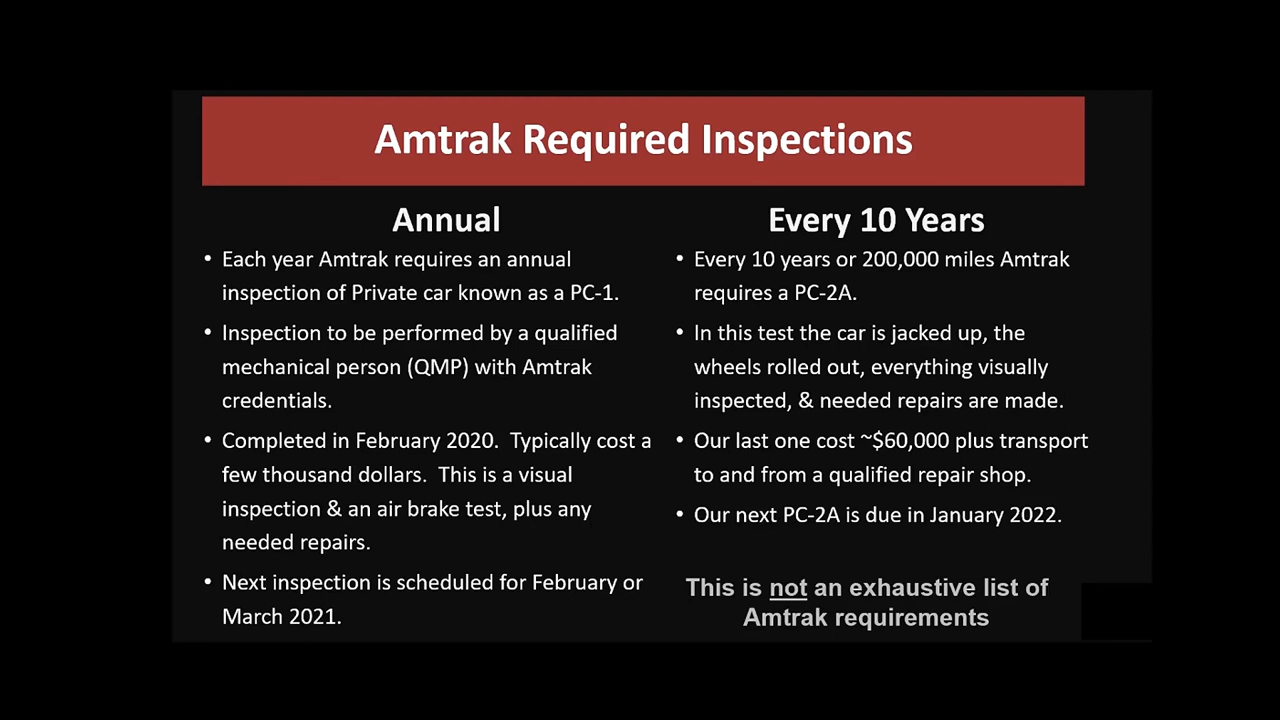 Amtrak Required Inspections
Annual
• Each year Amtrak requires an annual
inspection of Private car known as a PC-1.
• Inspection to be performed by a qualified
mechanical person (QMP) with Amtrak
credentials.
• Completed in February 2020.  Typically cost a
few thousand dollars.  This is a visual
inspection & an air brake test, plus any
needed repairs.
• Next inspection is scheduled for February or
March 2021.
Every 10 Years
• Every 10 years or 200,000 miles Amtrak
requires a PC-2A.
• In this test the car is jacked up, the
wheels rolled out, everything visually
inspected, & needed repairs are made.
• Our last one cost ~$60,000 plus transport
to and from a qualified repair shop.
• Our next PC-2A is due in January 2022.
This is not an exhaustive list of
Amtrak requirements